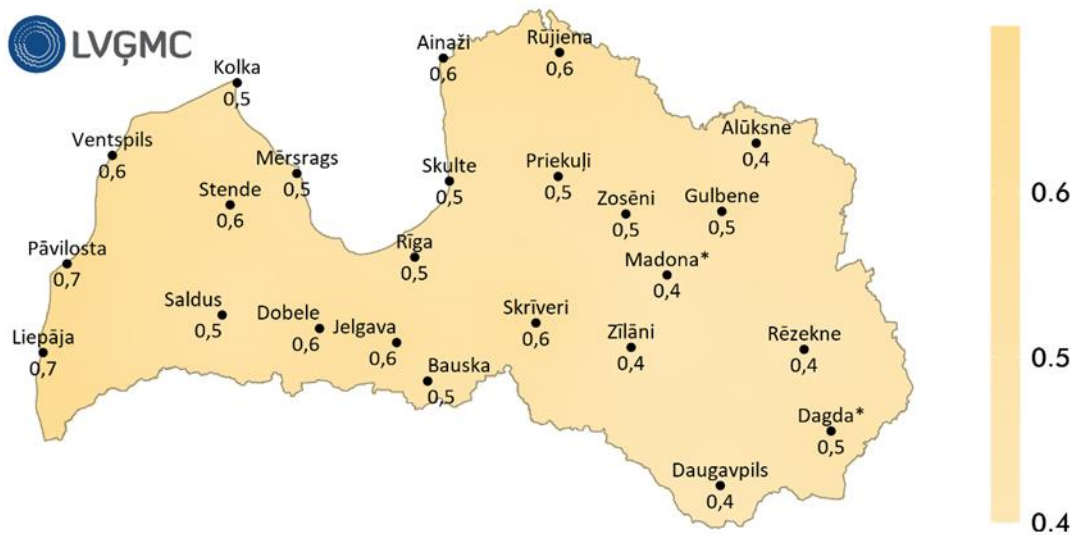 LVĢMC
Ainaži
0,6
Rūjiena
0,6
Kolka
0,5
Ventspils
0,6
Mērsrags
0,5
Stende
0,6
Skulte
0,5
Priekuļi
0,5
Alūksne
0,4
Zosēni
0,5
Gulbene
0,5
0.6
Pāvilosta
0,7
Rīga
0,5
Madona*
0,4
Saldus
0,5
Dobele
0,6
Jelgava
0,6
Skrīveri
0,6
Zīlāni
0,4
Rēzekne
0,4
Liepāja
0,7
Bauska
0,5
0.5
Dagda*
0,5
Daugavpils
0,4
0.4